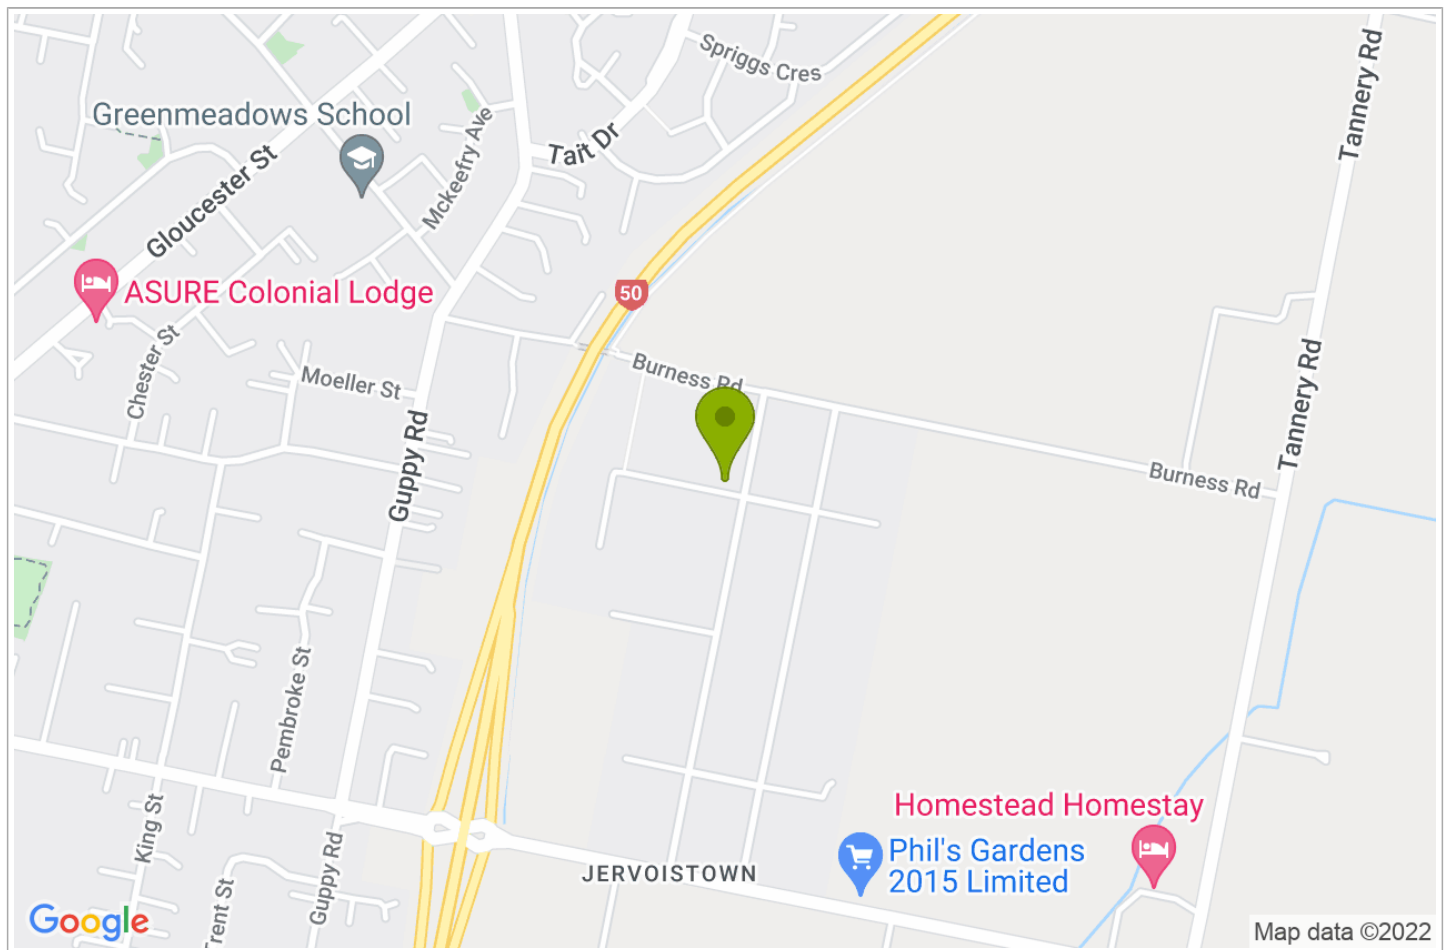 Spriggs Cres
Tannery Rd
Greenmeadows School
Mckeefry Ave
Tait Dr
Gloucester St
ASURE Colonial Lodge
50
Chester St
Moeller St
Burness Rd
Tannery Rd
Guppy Rd
Burness Rd
Pembroke St
King St
Homestead Homestay
Guppy Rd
Phil's Gardens
2015 Limited
JERVOISTOWN
Trent St
Google
Map data ©2022